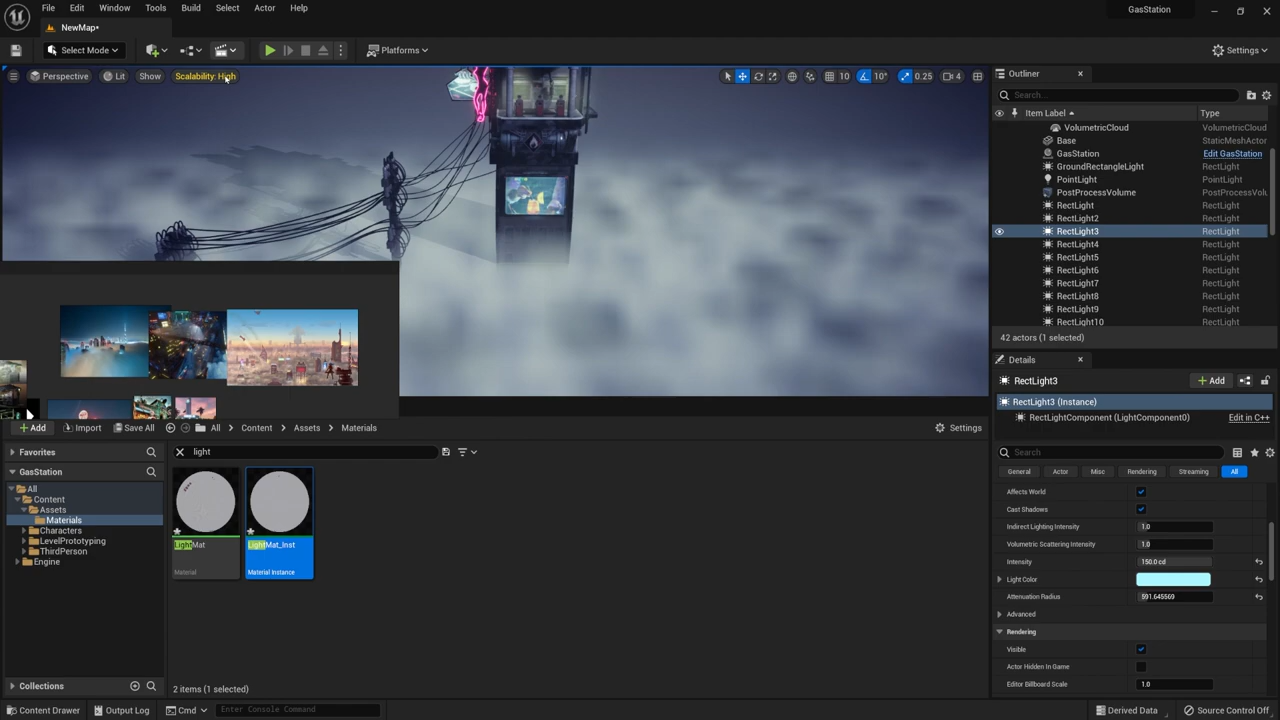 File Edit Window Tools Build Select Actor Help
GasStation
NewMap•
Select Mode
Platforms
Settings
Perspective
Lit
Show
Scalability: High
10
10°
0.25
4
Outliner
Search...
Item Label
Type
VolumetricCloud VolumetricCloud
Base StaticMeshActor
GasStation Edit GasStation
GroundRectangleLight RectLight
PointLight PointLight
PostProcessVolume PostProcessVolu
RectLight RectLight
RectLight2 RectLight
RectLight3 RectLight
RectLight4 RectLight
RectLight5 RectLight
RectLight6 RectLight
RectLight7 RectLight
RectLight8 RectLight
RectLight9 RectLight
RectLight10 RectLight
42 actors (1 selected)
Details
RectLight3
Add
RectLight3 (Instance)
RectLightComponent (LightComponent0) Edit in C++
Search
General Actor Misc Rendering Streaming All
Affects World
Cast Shadows
Indirect Lighting Intensity 1.0
Volumetric Scattering Intensity 1.0
Intensity 150.0 cd
Light Color
Attenuation Radius 591.645569
Advanced
Rendering
Visible
Actor Hidden In Game
Editor Billboard Scale 1.0
Add Import Save All All Content Assets Materials Settings
Favorites
GasStation
All
Content
Assets
Materials
Characters
LevelPrototyping
ThirdPerson
Engine
Collections
light
LightMat
Material
LightMat_Inst
Material Instance
2 items (1 selected)
Content Drawer Output Log Cmd Enter Console Command Derived Data Source Control Off